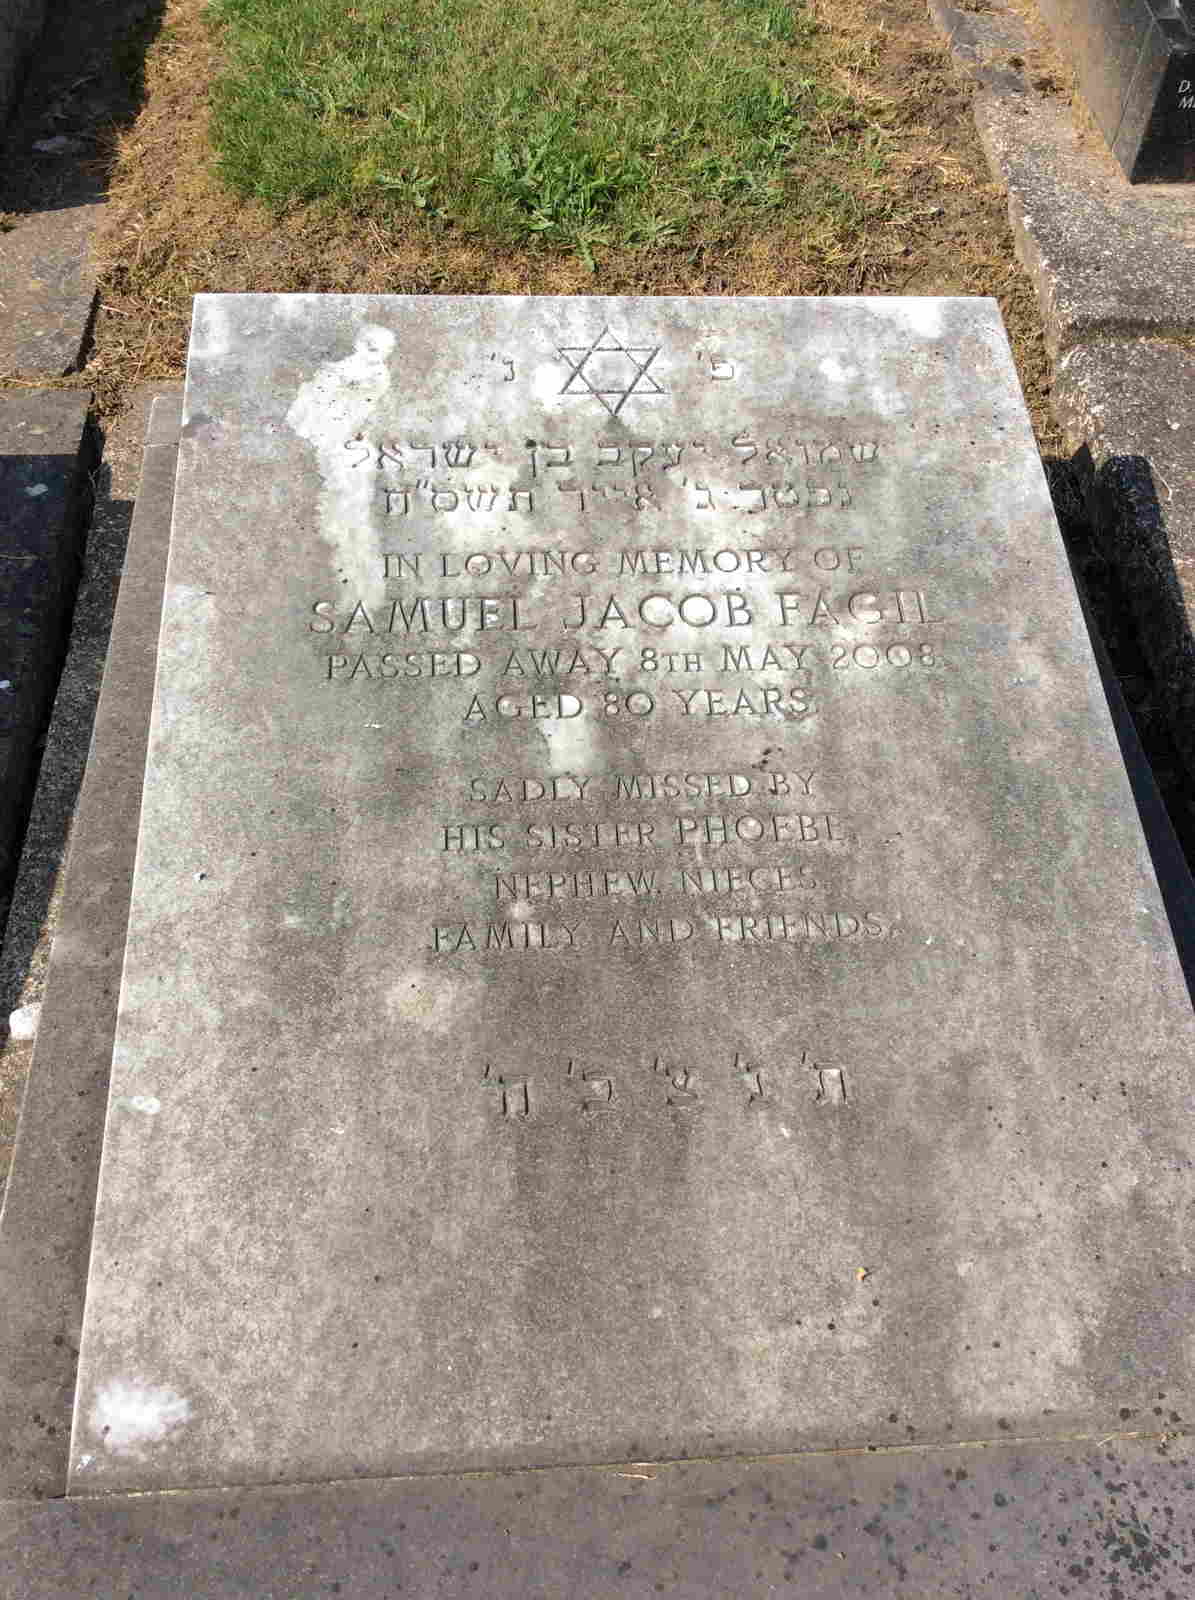 פ׳ נ׳
שמואל יעקב בן ישראל
נפטר ג׳ אייר תשס״ח
IN LOVING MEMORY OF
SAMUEL JACOB FAGIL
PASSED AWAY 8TH MAY 2008
AGED 80 YEARS
SADLY MISSED BY
HIS SISTER PHOEBE,
NEPHEW, NIECES,
FAMILY AND FRIENDS.
ת׳ נ׳ צ׳ ב׳ ה׳